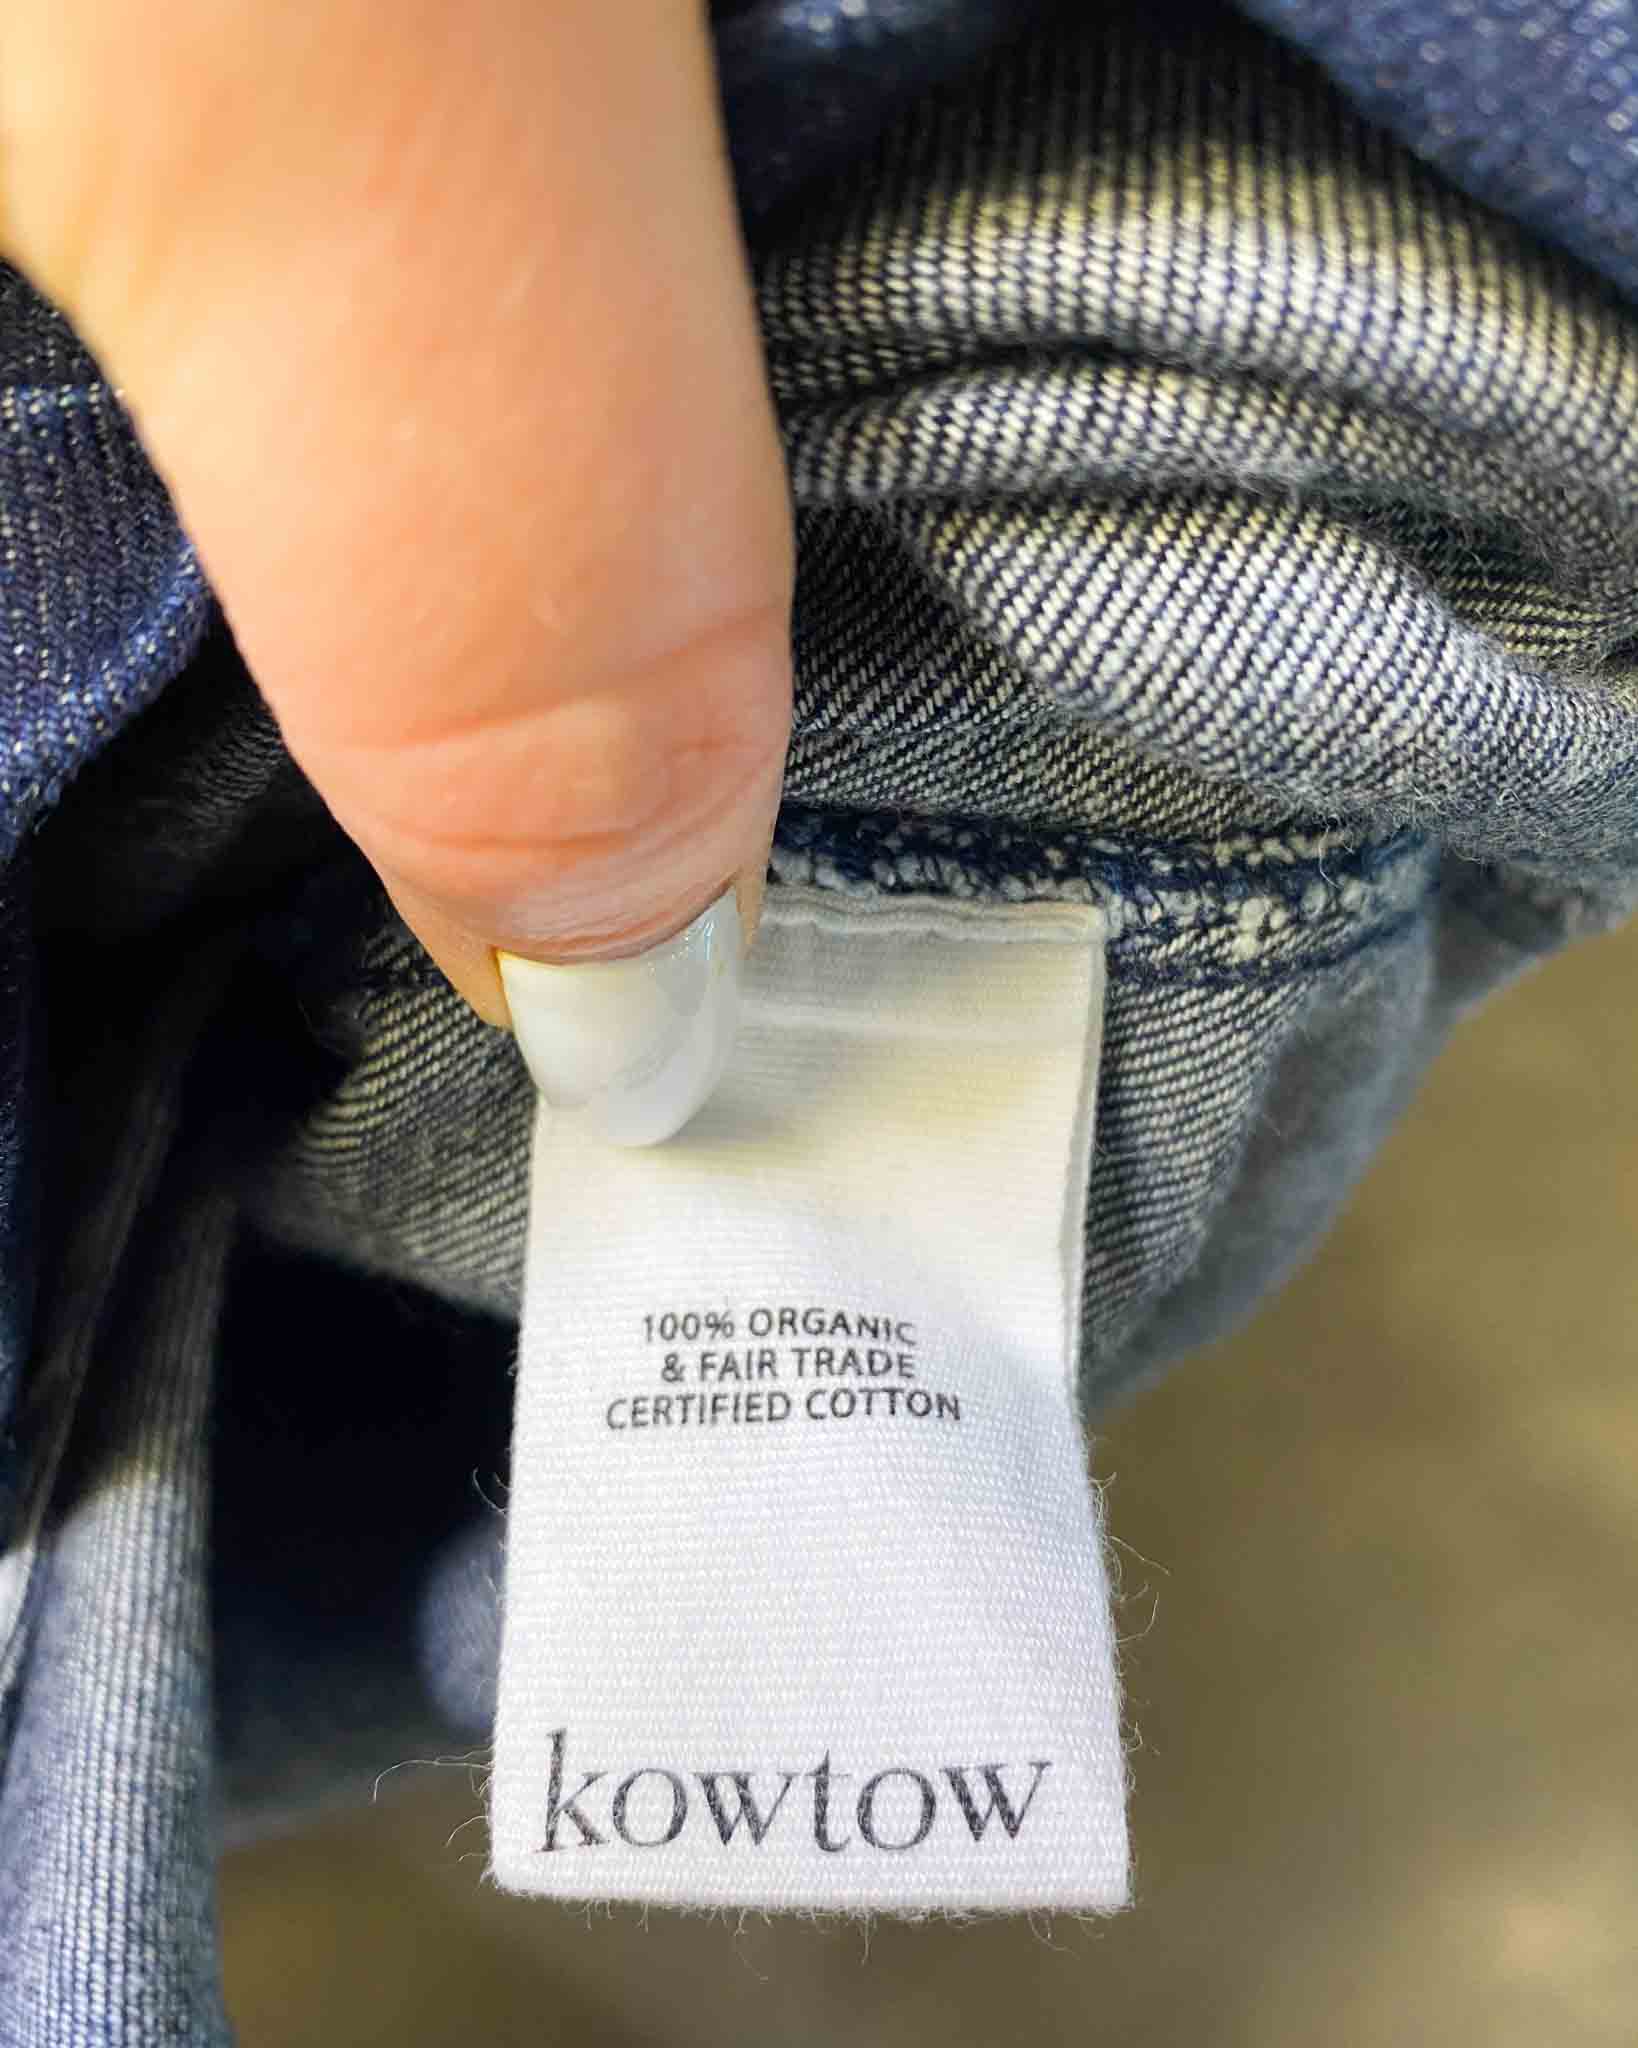 100% ORGANIC
& FAIR TRADE
CERTIFIED COTTON
kowtow